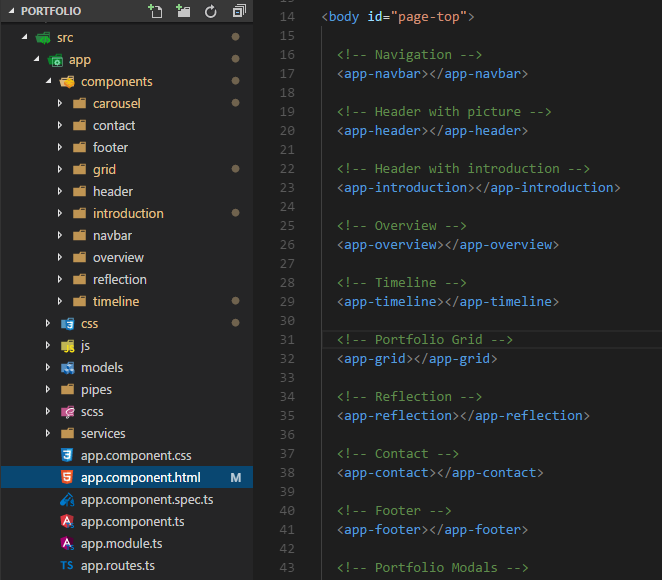 PORTFOLIO
src
app
components
carousel
contact
footer
grid
header
introduction
navbar
overview
reflection
timeline
css
js
models
pipes
scss
services
app.component.css
app.component.html M
app.component.spec.ts
app.component.ts
app.module.ts
TS app.routes.ts
14 <body id="page-top">
15
16 <!-- Navigation -->
17 <app-navbar></app-navbar>
18
19 <!-- Header with picture -->
20 <app-header></app-header>
21
22 <!-- Header with introduction -->
23 <app-introduction></app-introduction>
24
25 <!-- Overview -->
26 <app-overview></app-overview>
27
28 <!-- Timeline -->
29 <app-timeline></app-timeline>
30
31 <!-- Portfolio Grid -->
32 <app-grid></app-grid>
33
34 <!-- Reflection -->
35 <app-reflection></app-reflection>
36
37 <!-- Contact -->
38 <app-contact></app-contact>
39
40 <!-- Footer -->
41 <app-footer></app-footer>
42
43 <!-- Portfolio Modals -->